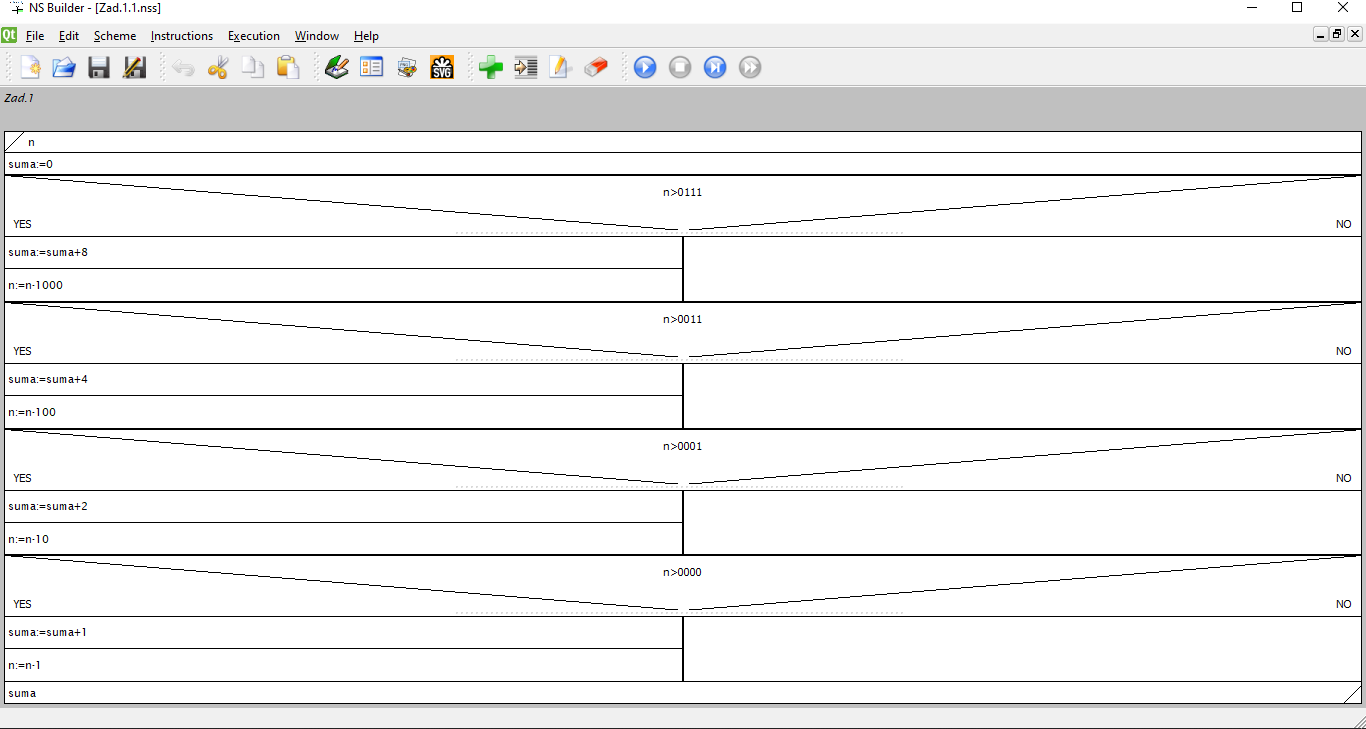 NS Builder - [Zad.1.1.nss]
Qt File Edit Scheme Instructions Execution Window Help
SVG
Zad.1
n
suma:=0
n>0111
YES NO
suma:=suma+8
n:=n-1000
n>0011
YES NO
suma:=suma+4
n:=n-100
n>0001
YES NO
suma:=suma+2
n:=n-10
n>0000
YES NO
suma:=suma+1
n:=n-1
suma